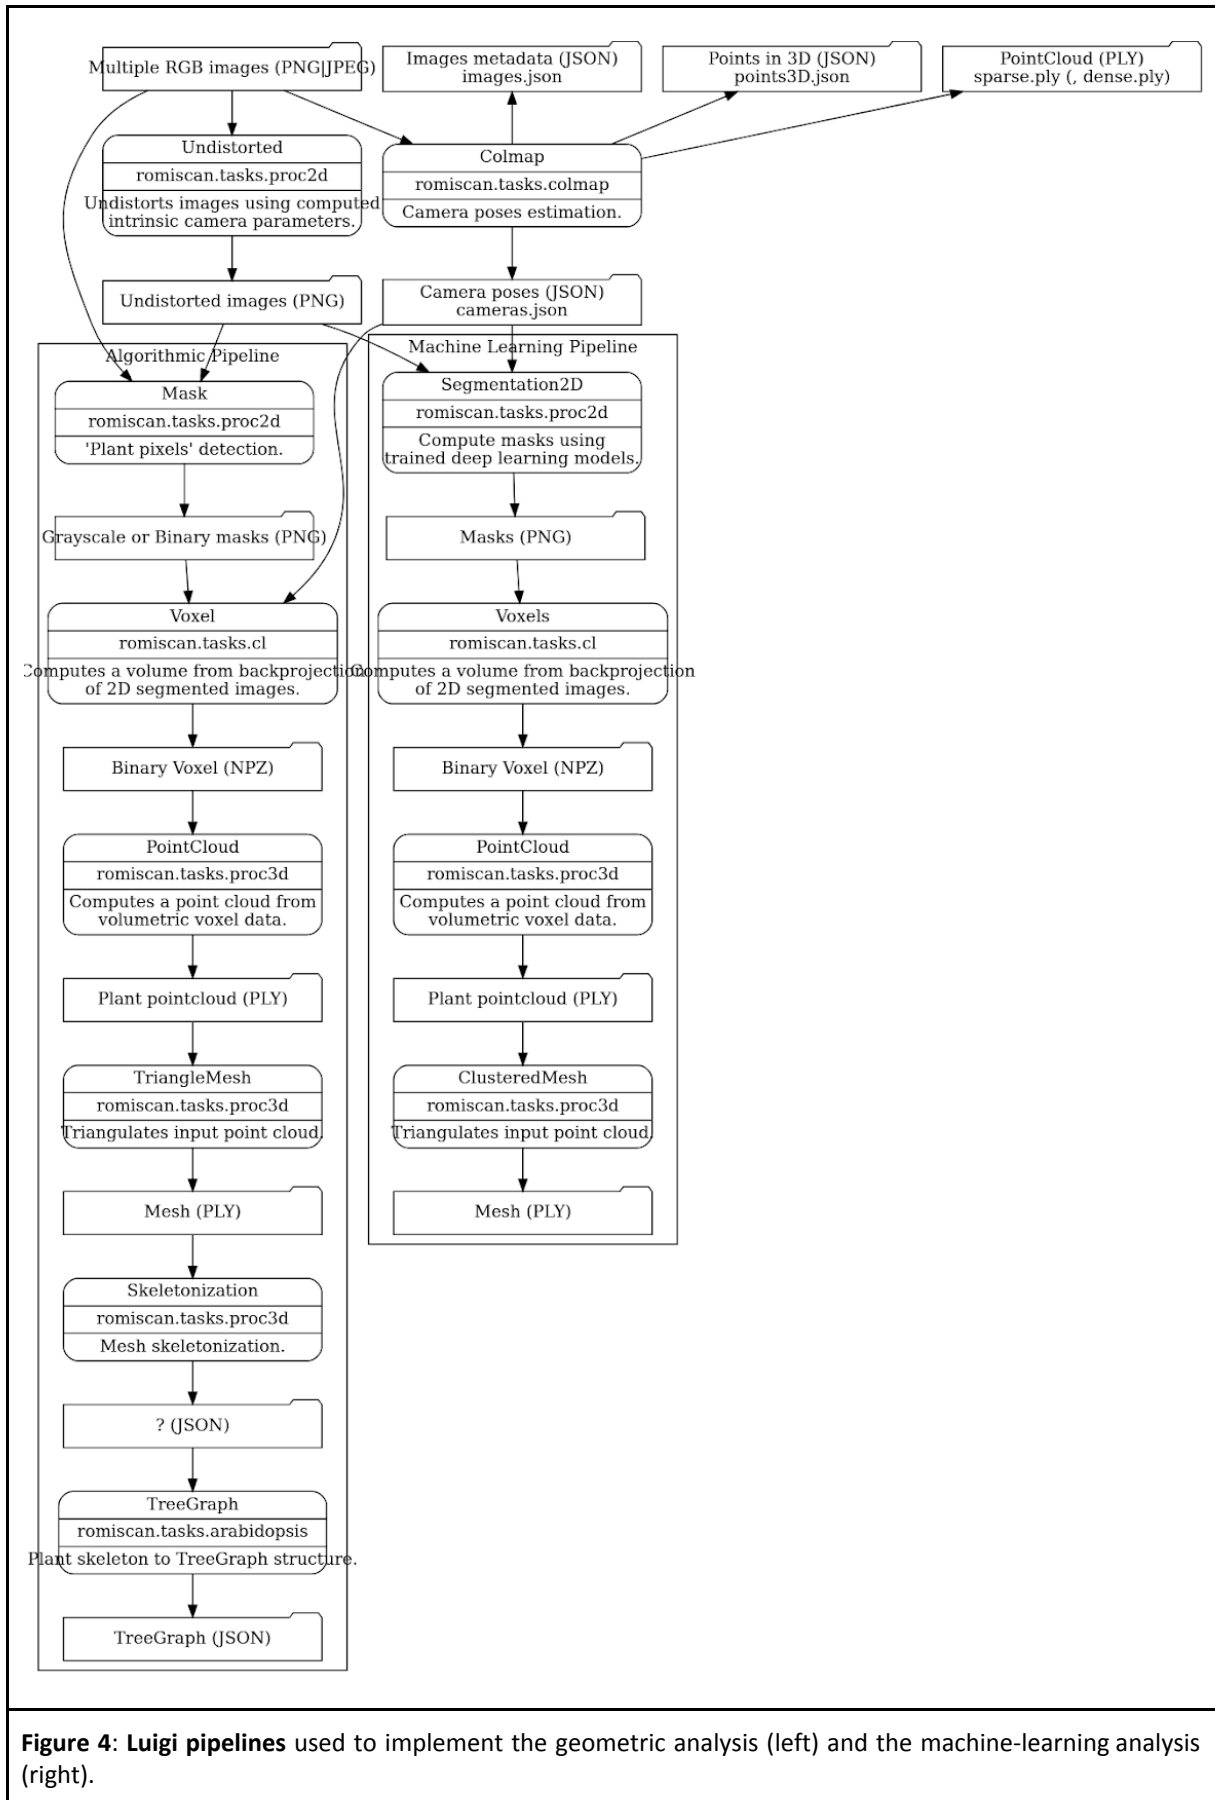 Multiple RGB images (PNG|JPEG)
Images metadata (JSON)
images.json
Points in 3D (JSON)
points3D.json
PointCloud (PLY)
sparse.ply (, dense.ply)
Undistorted
romiscan.tasks.proc2d
Undistorts images using computed
intrinsic camera parameters.
Colmap
romiscan.tasks.colmap
Camera poses estimation.
Undistorted images (PNG)
Camera poses (JSON)
cameras.json
Algorithmic Pipeline
Mask
romiscan.tasks.proc2d
'Plant pixels' detection.
Grayscale or Binary masks (PNG)
Voxel
romiscan.tasks.cl
Computes a volume from backprojection
of 2D segmented images.
Binary Voxel (NPZ)
PointCloud
romiscan.tasks.proc3d
Computes a point cloud from
volumetric voxel data.
Plant pointcloud (PLY)
TriangleMesh
romiscan.tasks.proc3d
Triangulates input point cloud.
Mesh (PLY)
Skeletonization
romiscan.tasks.proc3d
Mesh skeletonization.
? (JSON)
TreeGraph
romiscan.tasks.arabidopsis
Plant skeleton to TreeGraph structure.
TreeGraph (JSON)
Machine Learning Pipeline
Segmentation2D
romiscan.tasks.proc2d
Compute masks using
trained deep learning models.
Masks (PNG)
Voxels
romiscan.tasks.cl
Computes a volume from backprojection
of 2D segmented images.
Binary Voxel (NPZ)
PointCloud
romiscan.tasks.proc3d
Computes a point cloud from
volumetric voxel data.
Plant pointcloud (PLY)
ClusteredMesh
romiscan.tasks.proc3d
Triangulates input point cloud.
Mesh (PLY)
Figure 4: Luigi pipelines used to implement the geometric analysis (left) and the machine-learning analysis
(right).